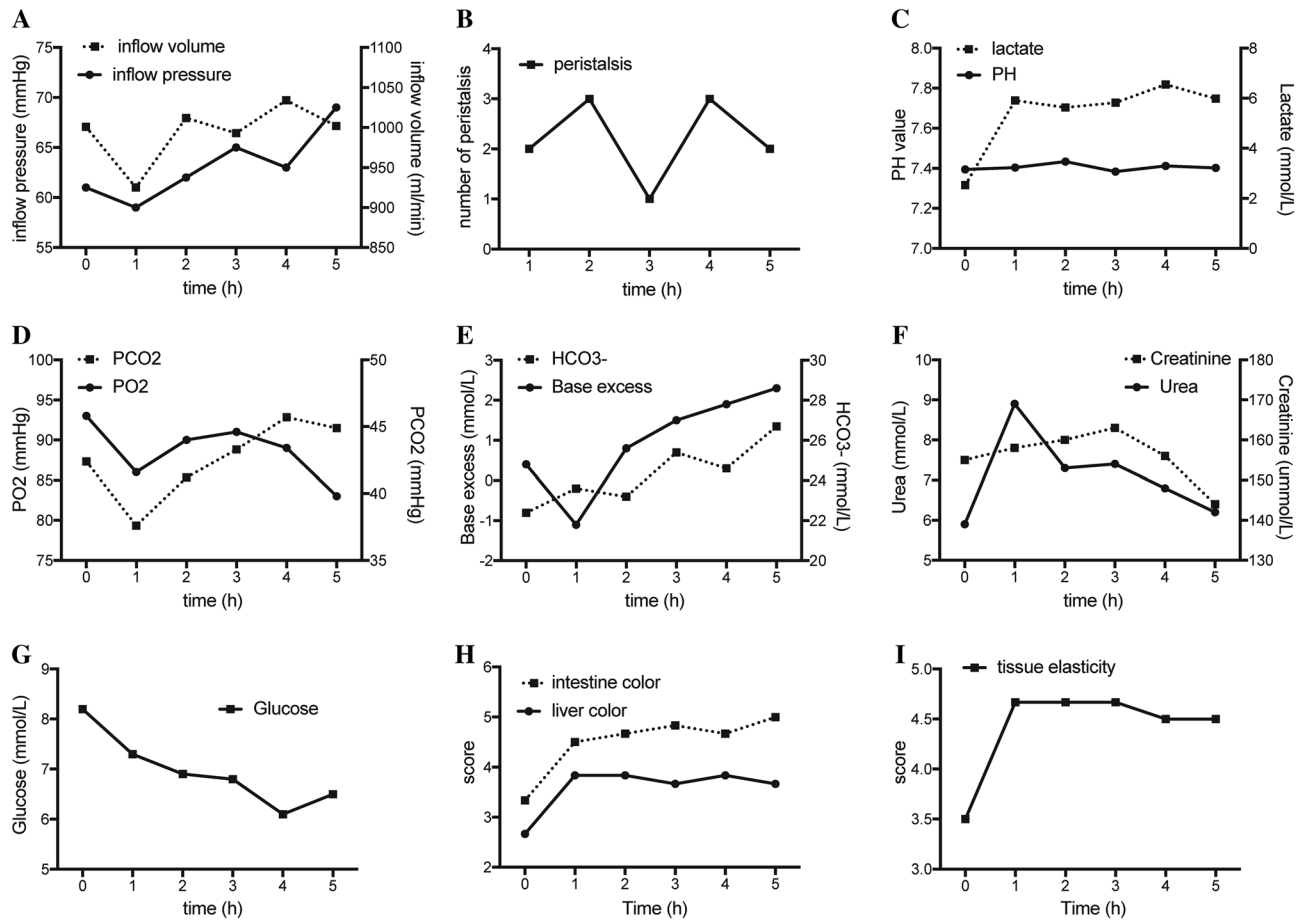 A
inflow volume
inflow pressure
inflow pressure (mmHg)
75
70
65
60
55
1100
1050
1000
950
900
850
inflow volume (ml/min)
0 1 2 3 4 5
time (h)
B
peristalsis
number of peristalsis
4
3
2
1
0
1 2 3 4 5
time (h)
C
lactate
PH
PH value
8.0
7.8
7.6
7.4
7.2
7.0
8
6
4
2
0
Lactate (mmol/L)
0 1 2 3 4 5
time (h)
D
PCO2
PO2
PO2 (mmHg)
100
95
90
85
80
75
50
45
40
35
PCO2 (mmHg)
0 1 2 3 4 5
time (h)
E
HCO3-
Base excess
Base excess (mmol/L)
3
2
1
0
-1
-2
30
28
26
24
22
20
HCO3- (mmol/L)
0 1 2 3 4 5
time (h)
F
Creatinine
Urea
Urea (mmol/L)
10
9
8
7
6
5
180
170
160
150
140
130
Creatinine (ummol/L)
0 1 2 3 4 5
time (h)
G
Glucose
Glucose (mmol/L)
9
8
7
6
5
0 1 2 3 4 5
time (h)
H
intestine color
liver color
score
6
5
4
3
2
0 1 2 3 4 5
Time (h)
I
tissue elasticity
score
5.0
4.5
4.0
3.5
3.0
0 1 2 3 4 5
Time (h)